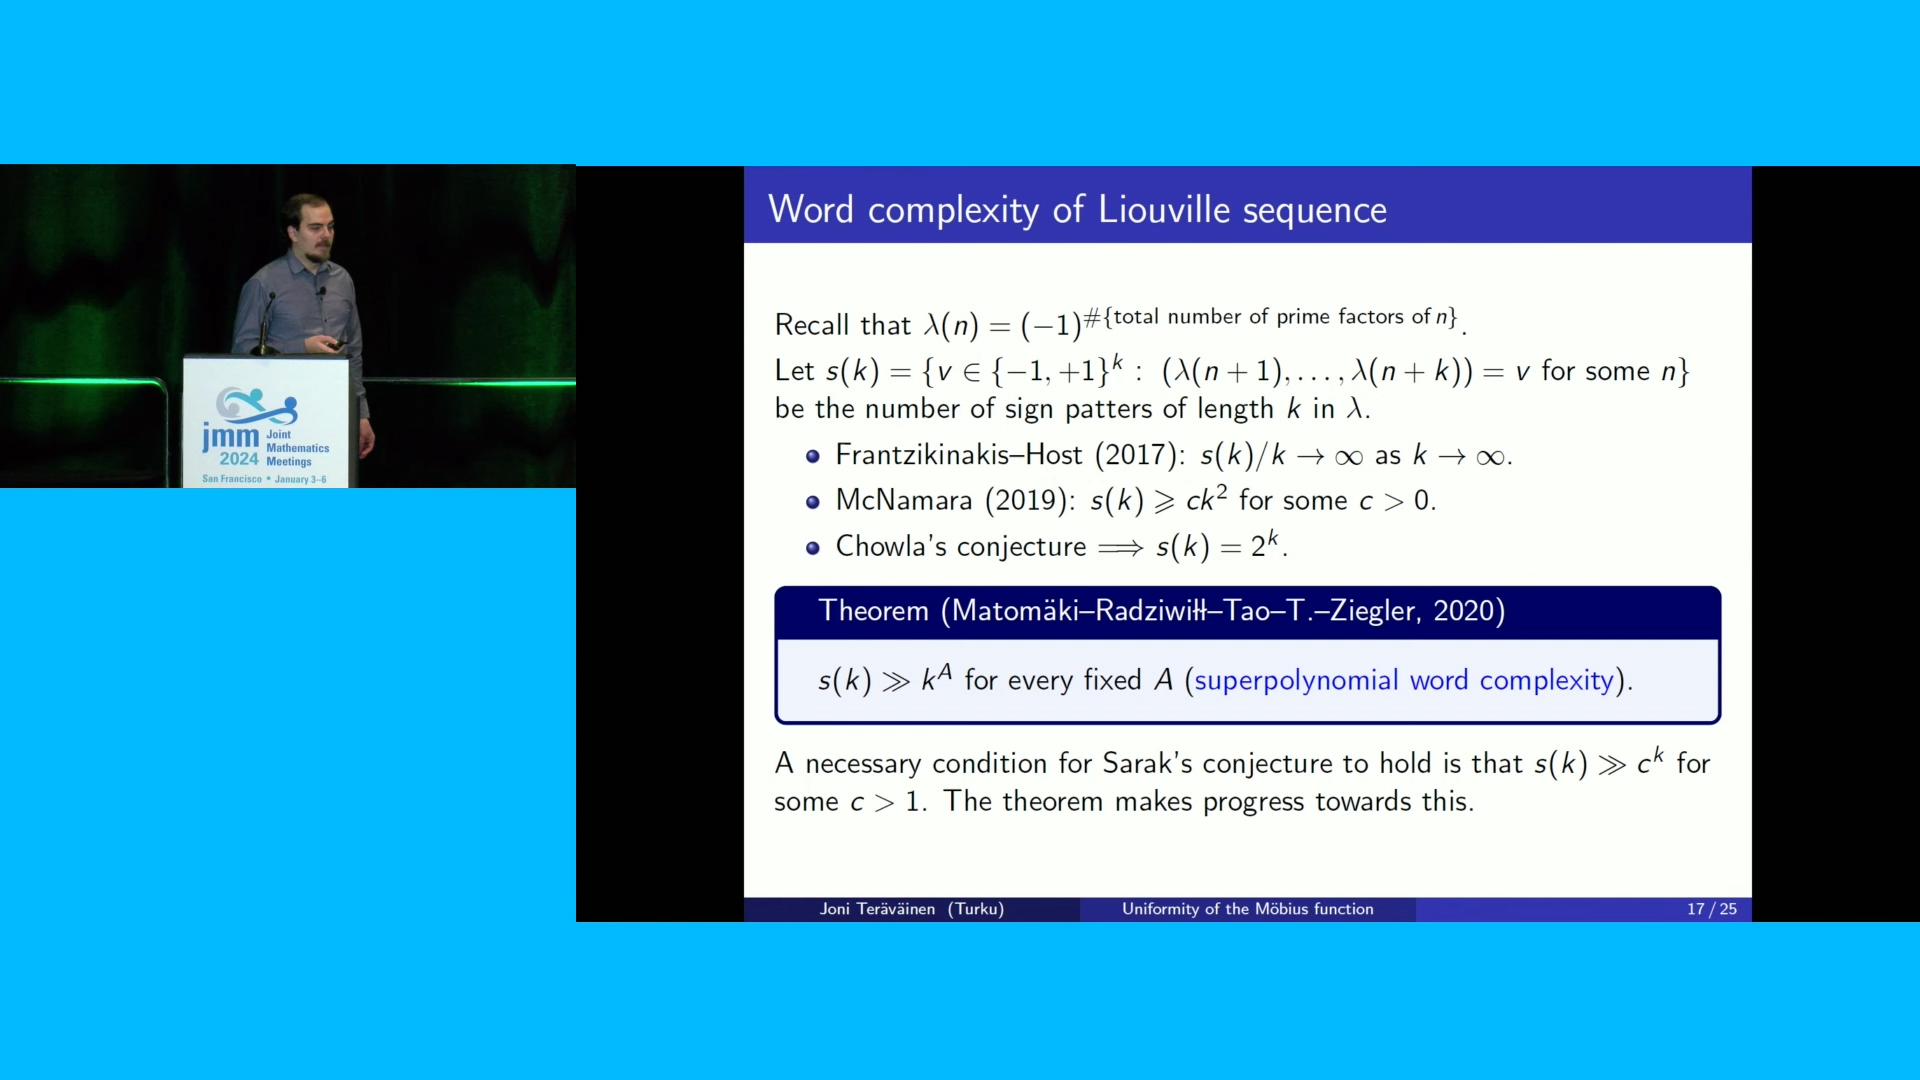 jmm Joint
Mathematics
2024 Meetings
San Francisco • January 3–6
Word complexity of Liouville sequence
Recall that λ(n) = (−1)^#{total number of prime factors of n}.
Let s(k) = {v ∈ {−1, +1}^k : (λ(n + 1), . . . , λ(n + k)) = v for some n}
be the number of sign patters of length k in λ.
Frantzikinakis–Host (2017): s(k)/k → ∞ as k → ∞.
McNamara (2019): s(k) ⩾ ck² for some c > 0.
Chowla's conjecture ⟹ s(k) = 2^k.
Theorem (Matomäki–Radziwiłł–Tao–T.–Ziegler, 2020)
s(k) ≫ k^A for every fixed A (superpolynomial word complexity).
A necessary condition for Sarak's conjecture to hold is that s(k) ≫ c^k for
some c > 1. The theorem makes progress towards this.
Joni Teräväinen (Turku) Uniformity of the Möbius function 17 / 25